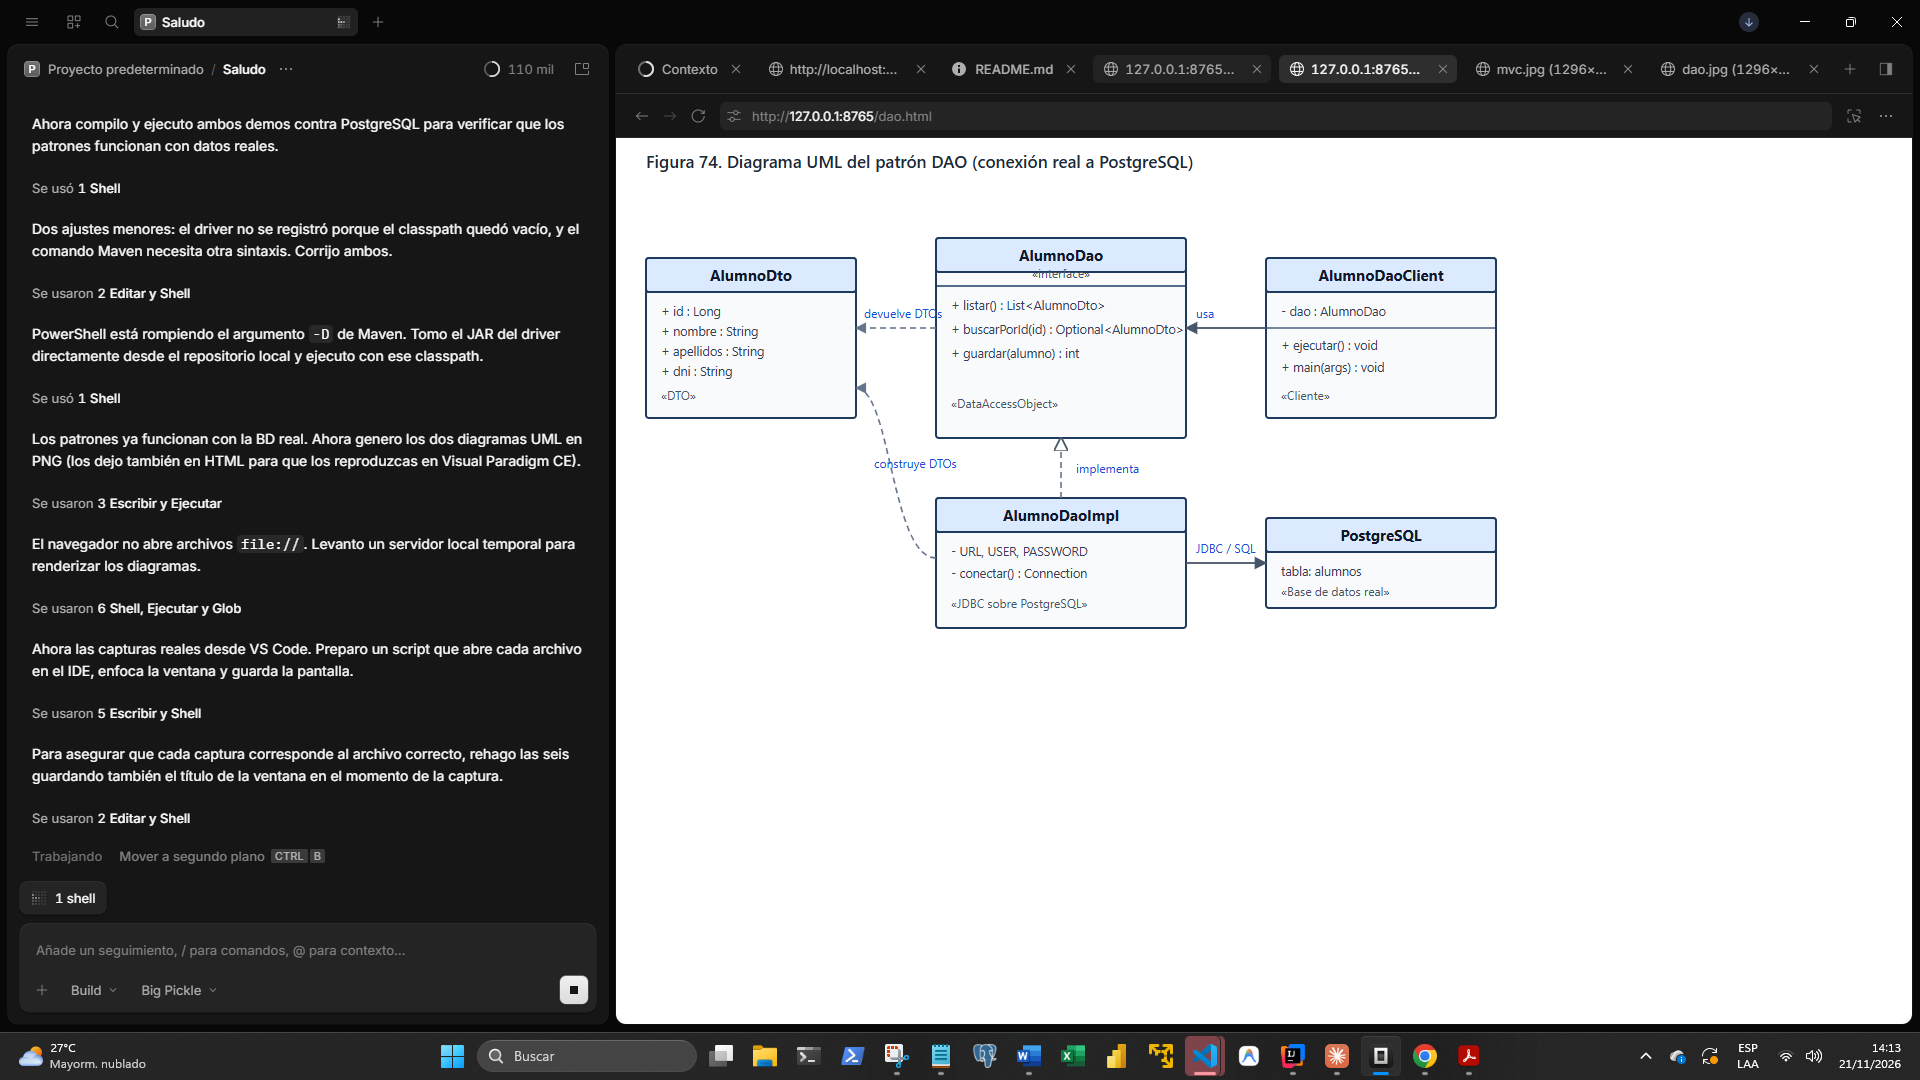 P Saludo
P Proyecto predeterminado / Saludo ···
110 mil
Ahora compilo y ejecuto ambos demos contra PostgreSQL para verificar que los
patrones funcionan con datos reales.
Se usó 1 Shell
Dos ajustes menores: el driver no se registró porque el classpath quedó vacío, y el
comando Maven necesita otra sintaxis. Corrijo ambos.
Se usaron 2 Editar y Shell
PowerShell está rompiendo el argumento -D de Maven. Tomo el JAR del driver
directamente desde el repositorio local y ejecuto con ese classpath.
Se usó 1 Shell
Los patrones ya funcionan con la BD real. Ahora genero los dos diagramas UML en
PNG (los dejo también en HTML para que los reproduzcas en Visual Paradigm CE).
Se usaron 3 Escribir y Ejecutar
El navegador no abre archivos file://. Levanto un servidor local temporal para
renderizar los diagramas.
Se usaron 6 Shell, Ejecutar y Glob
Ahora las capturas reales desde VS Code. Preparo un script que abre cada archivo
en el IDE, enfoca la ventana y guarda la pantalla.
Se usaron 5 Escribir y Shell
Para asegurar que cada captura corresponde al archivo correcto, rehago las seis
guardando también el título de la ventana en el momento de la captura.
Se usaron 2 Editar y Shell
Trabajando Mover a segundo plano CTRL B
1 shell
Añade un seguimiento, / para comandos, @ para contexto...
Build Big Pickle
Contexto
http://localhost:...
README.md
127.0.0.1:8765...
127.0.0.1:8765...
mvc.jpg (1296×...
dao.jpg (1296×...
http://127.0.0.1:8765/dao.html
Figura 74. Diagrama UML del patrón DAO (conexión real a PostgreSQL)
AlumnoDto
+ id : Long
+ nombre : String
+ apellidos : String
+ dni : String
«DTO»
devuelve DTOs
AlumnoDao
«interface»
+ listar() : List<AlumnoDto>
+ buscarPorId(id) : Optional<AlumnoDto>
+ guardar(alumno) : int
«DataAccessObject»
usa
AlumnoDaoClient
- dao : AlumnoDao
+ ejecutar() : void
+ main(args) : void
«Cliente»
construye DTOs
implementa
AlumnoDaoImpl
- URL, USER, PASSWORD
- conectar() : Connection
«JDBC sobre PostgreSQL»
JDBC / SQL
PostgreSQL
tabla: alumnos
«Base de datos real»
27°C
Mayorm. nublado
Buscar
ESP
LAA
14:13
21/11/2026